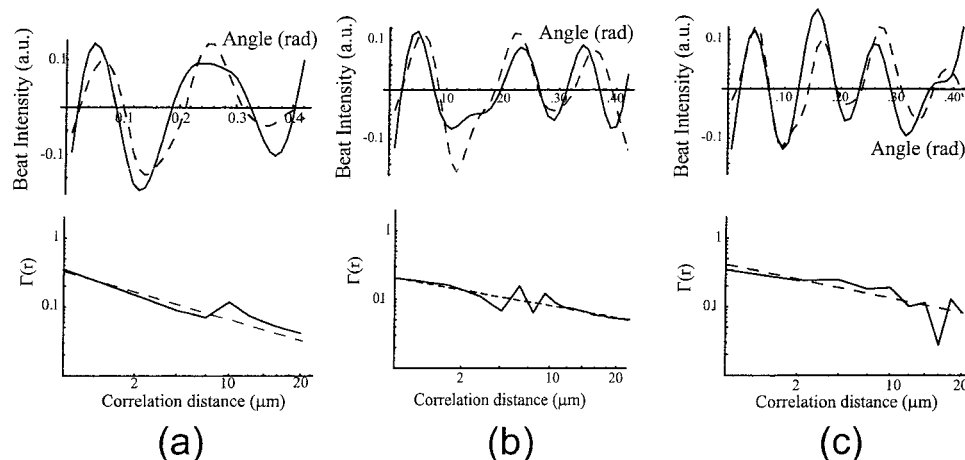 Beat Intensity (a.u.)
0.1
-0.1
Angle (rad)
0.1
0.2
0.3
0.4
Beat Intensity (a.u.)
0.1
-0.1
Angle (rad)
.10
.20
.30
.40
Beat Intensity (a.u.)
0.1
-0.1
.10
.20
.30
.40
Angle (rad)
Γ(r)
1
0.1
2
10
20
Correlation distance (μm)
Γ(r)
1
01
2
10
20
Correlation distance (μm)
Γ(r)
1
0.1
2
10
20
Correlation distance (μm)
(a)
(b)
(c)